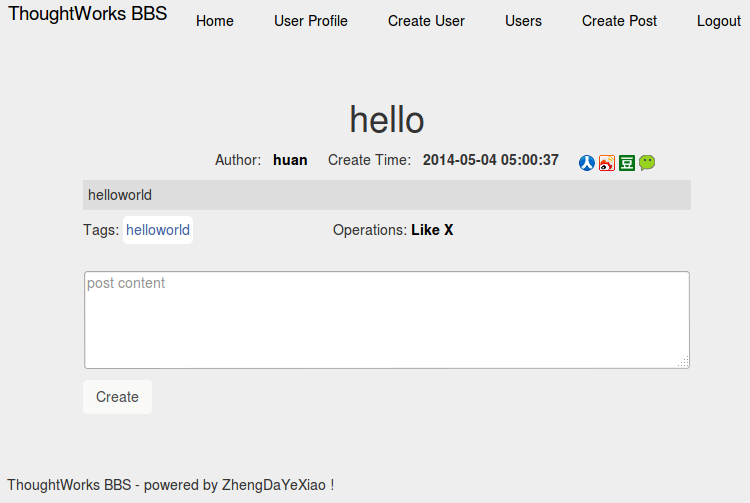 ThoughtWorks BBS Home User Profile Create User Users Create Post Logout
hello
Author: huan Create Time: 2014-05-04 05:00:37 人 豆
helloworld
Tags: helloworld Operations: Like X
post content
Create
ThoughtWorks BBS - powered by ZhengDaYeXiao !